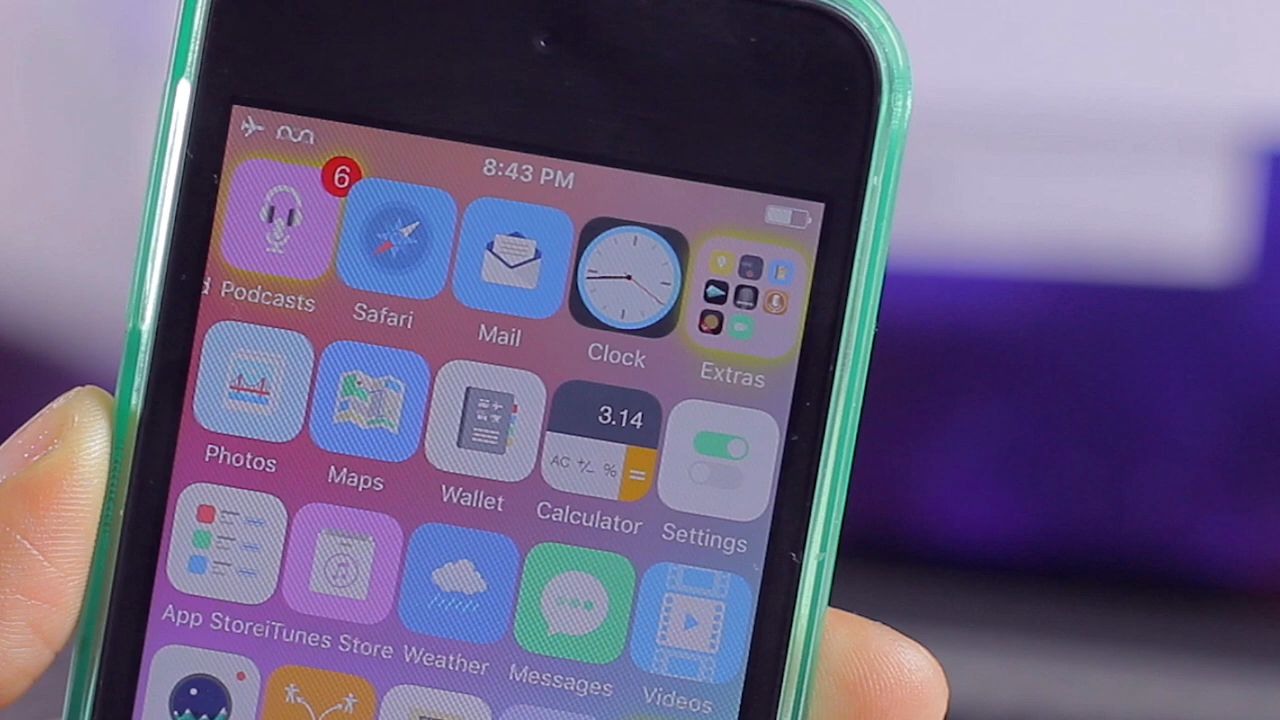 8:43 PM
6
Podcasts Safari Mail Clock Extras
3.14
AC +/_ % =
Photos Maps Wallet Calculator Settings
App Store iTunes Store Weather Messages Videos